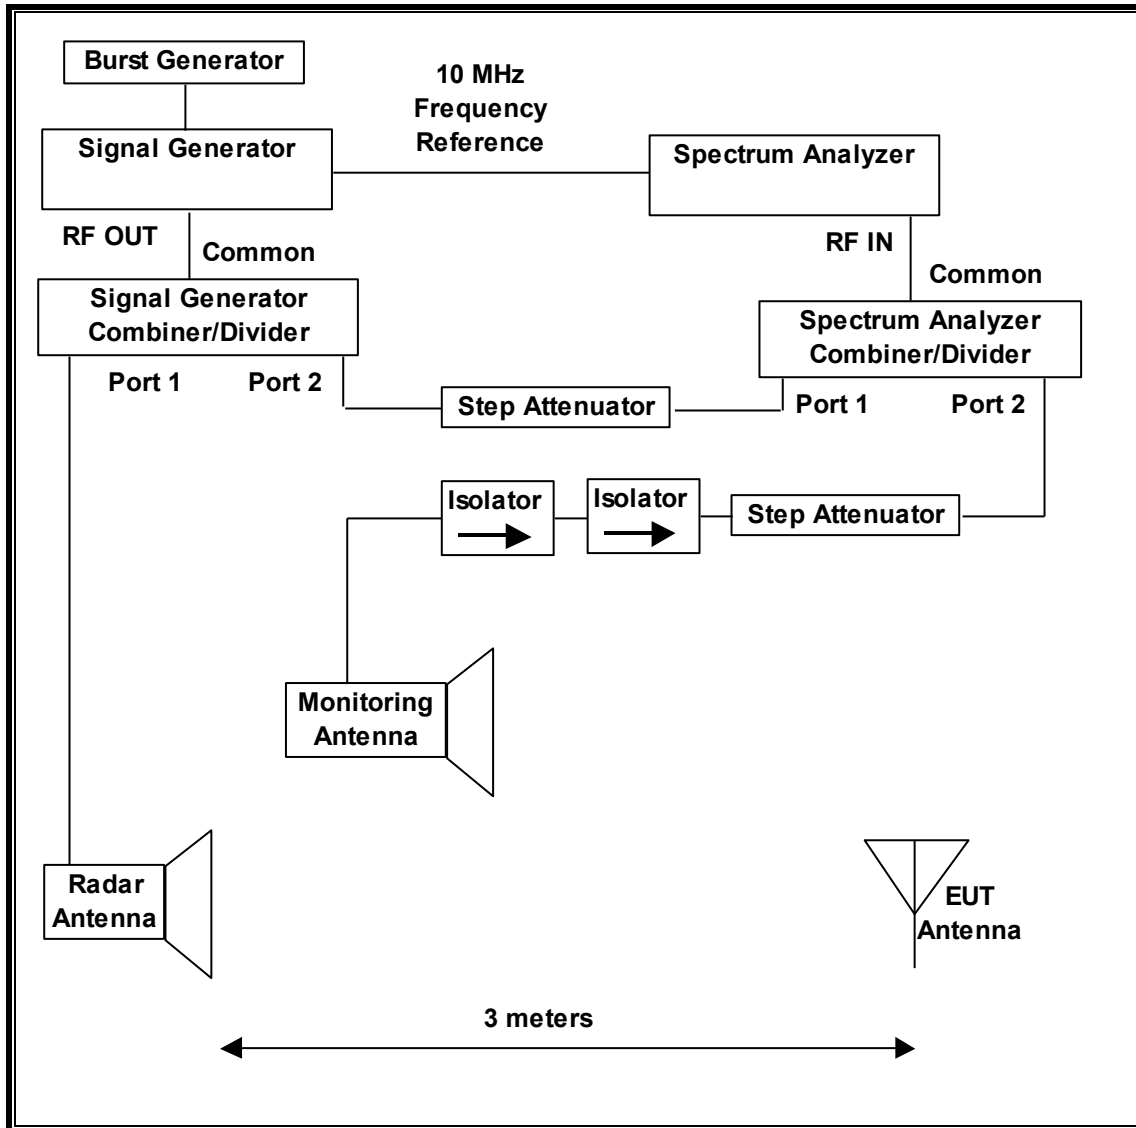 Burst Generator
10 MHz
Frequency
Reference
Signal Generator
Spectrum Analyzer
RF OUT
Common
RF IN
Common
Signal Generator
Combiner/Divider
Spectrum Analyzer
Combiner/Divider
Port 1
Port 2
Step Attenuator
Port 1
Port 2
Isolator
Isolator
Step Attenuator
Monitoring
Antenna
Radar
Antenna
EUT
Antenna
3 meters